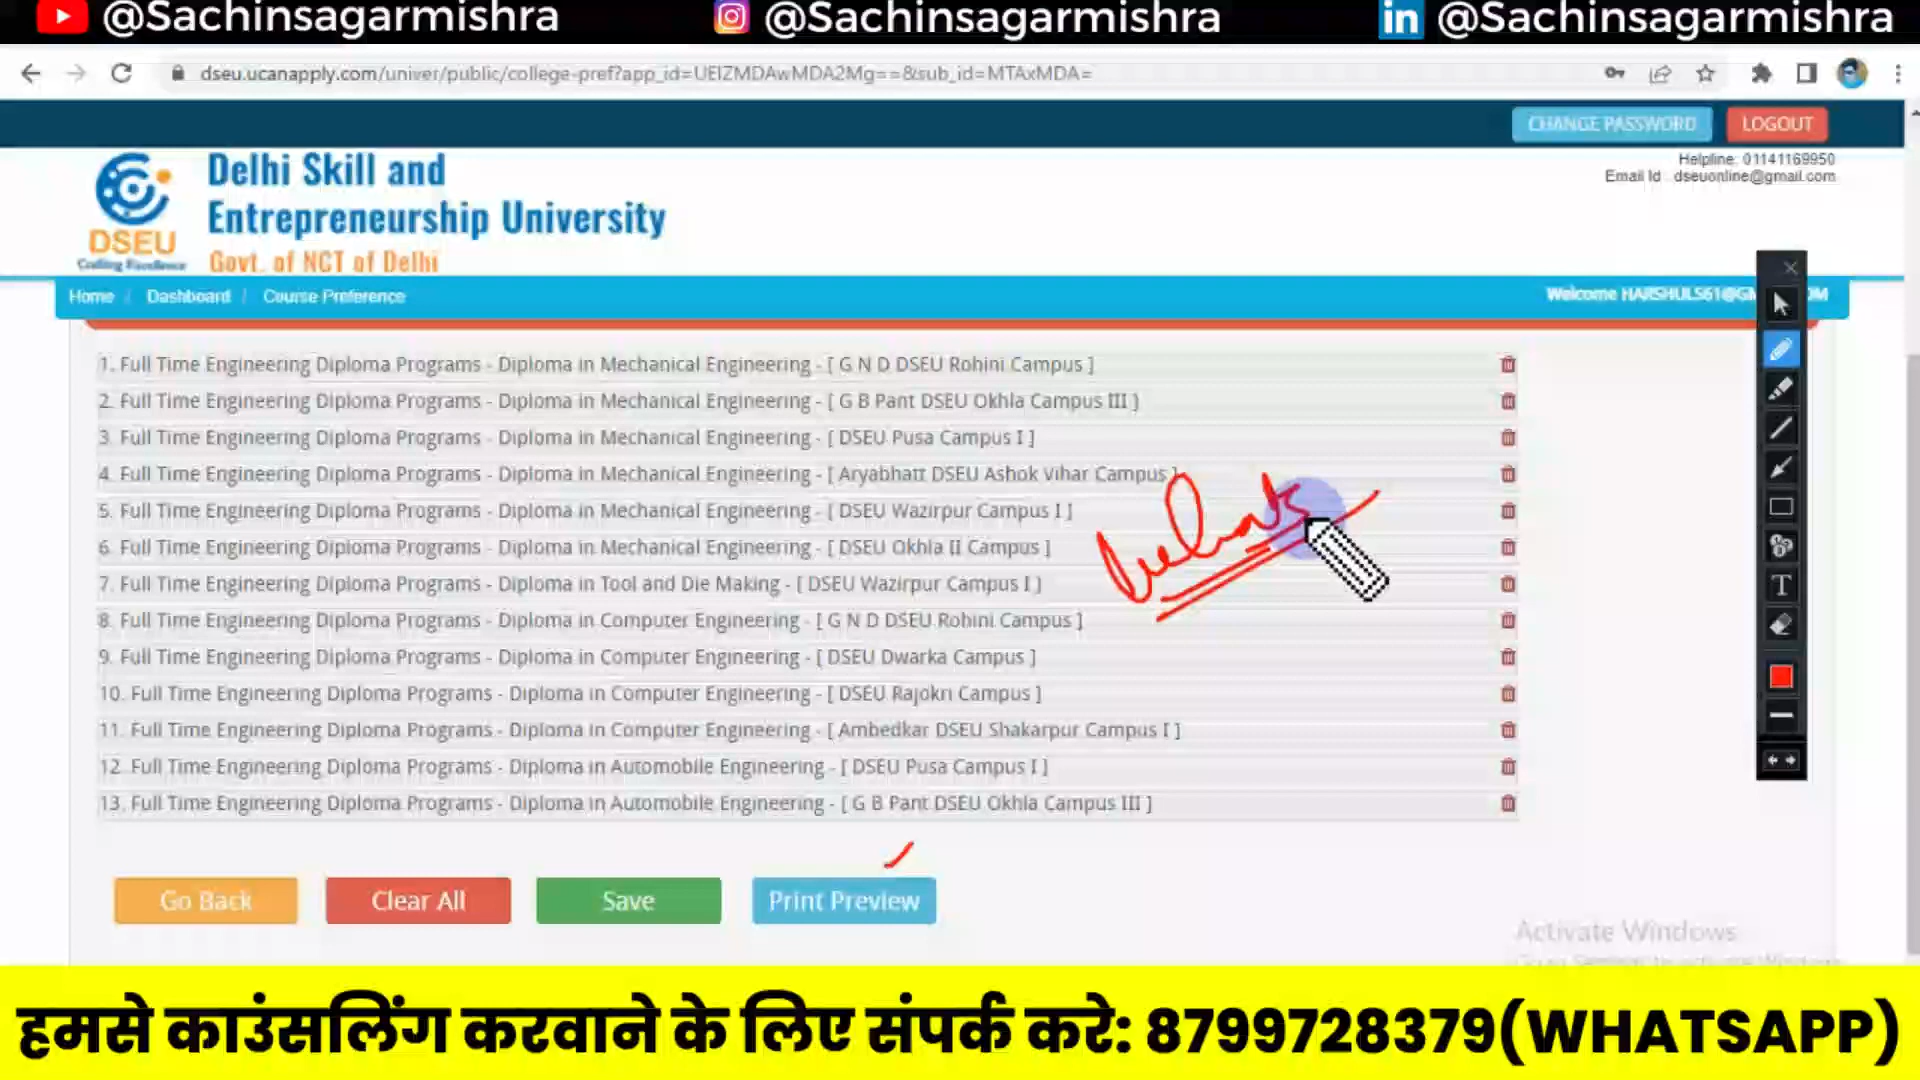 @Sachinsagarmishra @Sachinsagarmishra in @Sachinsagarmishra
dseu.ucanapply.com/univer/public/college-pref?app_id=UElZMDAwMDA2Mg==&sub_id=MTAxMDA=
CHANGE PASSWORD LOGOUT
Helpline: 01141169950
Email Id : dseuonline@gmail.com
Delhi Skill and
Entrepreneurship University
Govt. of NCT of Delhi
DSEU
Crafting Excellence
Home / Dashboard / Course Preference
Welcome
1. Full Time Engineering Diploma Programs - Diploma in Mechanical Engineering - [ G N D DSEU Rohini Campus ]
2. Full Time Engineering Diploma Programs - Diploma in Mechanical Engineering - [ G B Pant DSEU Okhla Campus III ]
3. Full Time Engineering Diploma Programs - Diploma in Mechanical Engineering - [ DSEU Pusa Campus I ]
4. Full Time Engineering Diploma Programs - Diploma in Mechanical Engineering - [ Aryabhatt DSEU Ashok Vihar Campus ]
5. Full Time Engineering Diploma Programs - Diploma in Mechanical Engineering - [ DSEU Wazirpur Campus I ]
6. Full Time Engineering Diploma Programs - Diploma in Mechanical Engineering - [ DSEU Okhla II Campus ]
7. Full Time Engineering Diploma Programs - Diploma in Tool and Die Making - [ DSEU Wazirpur Campus I ]
8. Full Time Engineering Diploma Programs - Diploma in Computer Engineering - [ G N D DSEU Rohini Campus ]
9. Full Time Engineering Diploma Programs - Diploma in Computer Engineering - [ DSEU Dwarka Campus ]
10. Full Time Engineering Diploma Programs - Diploma in Computer Engineering - [ DSEU Rajokri Campus ]
11. Full Time Engineering Diploma Programs - Diploma in Computer Engineering - [ Ambedkar DSEU Shakarpur Campus I ]
12. Full Time Engineering Diploma Programs - Diploma in Automobile Engineering - [ DSEU Pusa Campus I ]
13. Full Time Engineering Diploma Programs - Diploma in Automobile Engineering - [ G B Pant DSEU Okhla Campus III ]
Go Back Clear All Save Print Preview
Activate Windows
हमसे काउंसलिंग करवाने के लिए संपर्क करे: 8799728379(WHATSAPP)